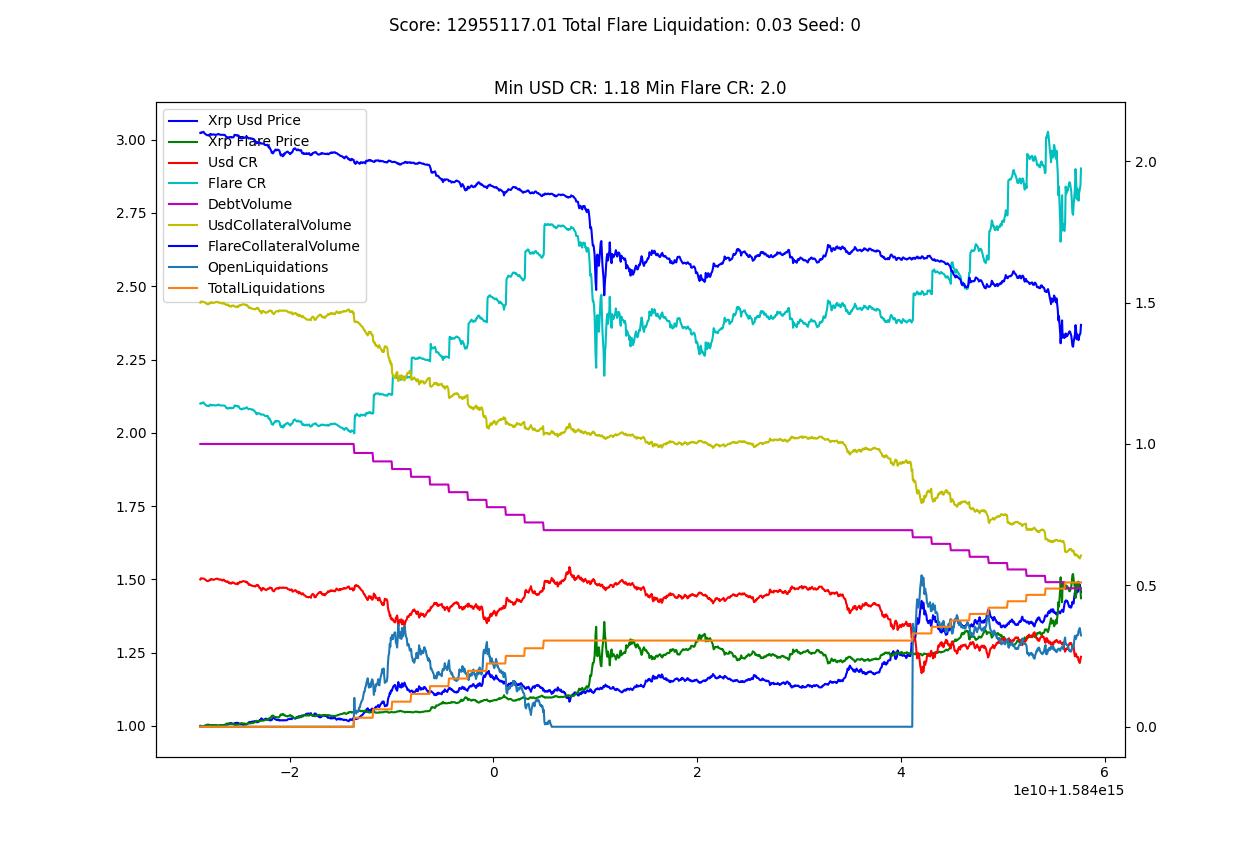 Score: 12955117.01 Total Flare Liquidation: 0.03 Seed: 0
Min USD CR: 1.18 Min Flare CR: 2.0
Xrp Usd Price
Xrp Flare Price
Usd CR
Flare CR
DebtVolume
UsdCollateralVolume
FlareCollateralVolume
OpenLiquidations
TotalLiquidations
3.00
2.75
2.50
2.25
2.00
1.75
1.50
1.25
1.00
2.0
1.5
1.0
0.5
0.0
−2
0
2
4
6
1e10+1.584e15